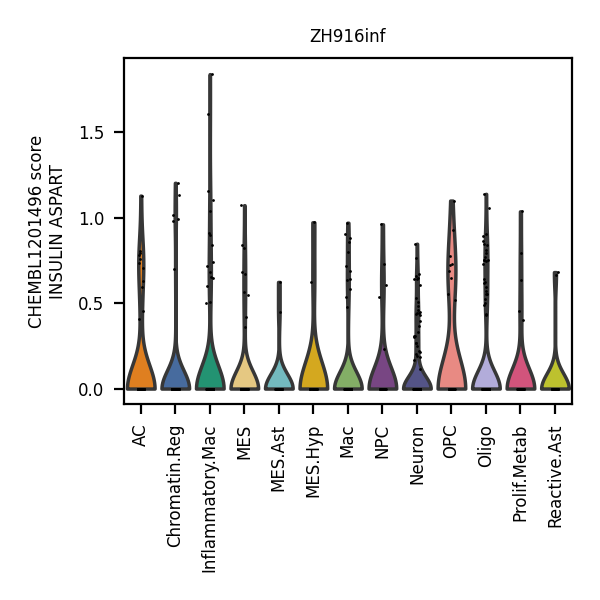 ZH916inf
CHEMBL1201496 score
INSULIN ASPART
1.5
1.0
0.5
0.0
AC
Chromatin.Reg
Inflammatory.Mac
MES
MES.Ast
MES.Hyp
Mac
NPC
Neuron
OPC
Oligo
Prolif.Metab
Reactive.Ast